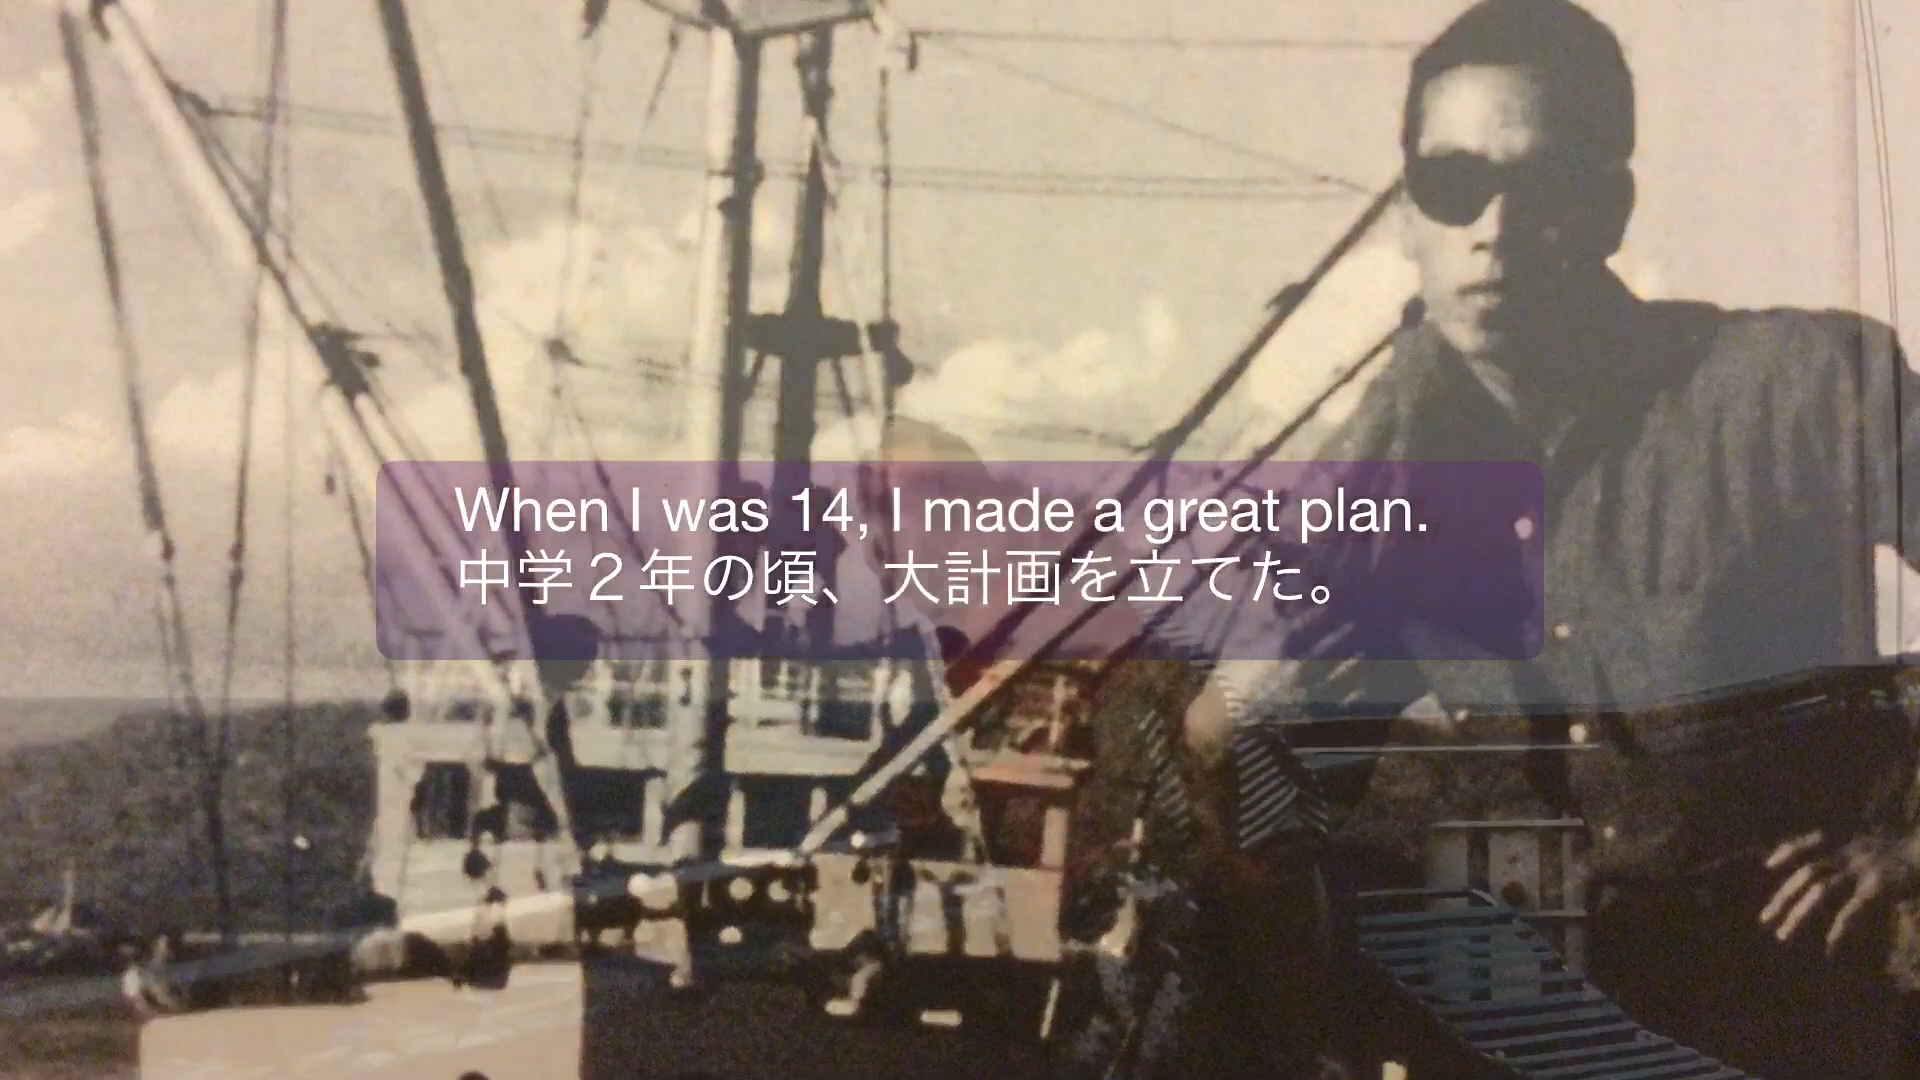 When I was 14, I made a great plan.
中学２年の頃、大計画を立てた。